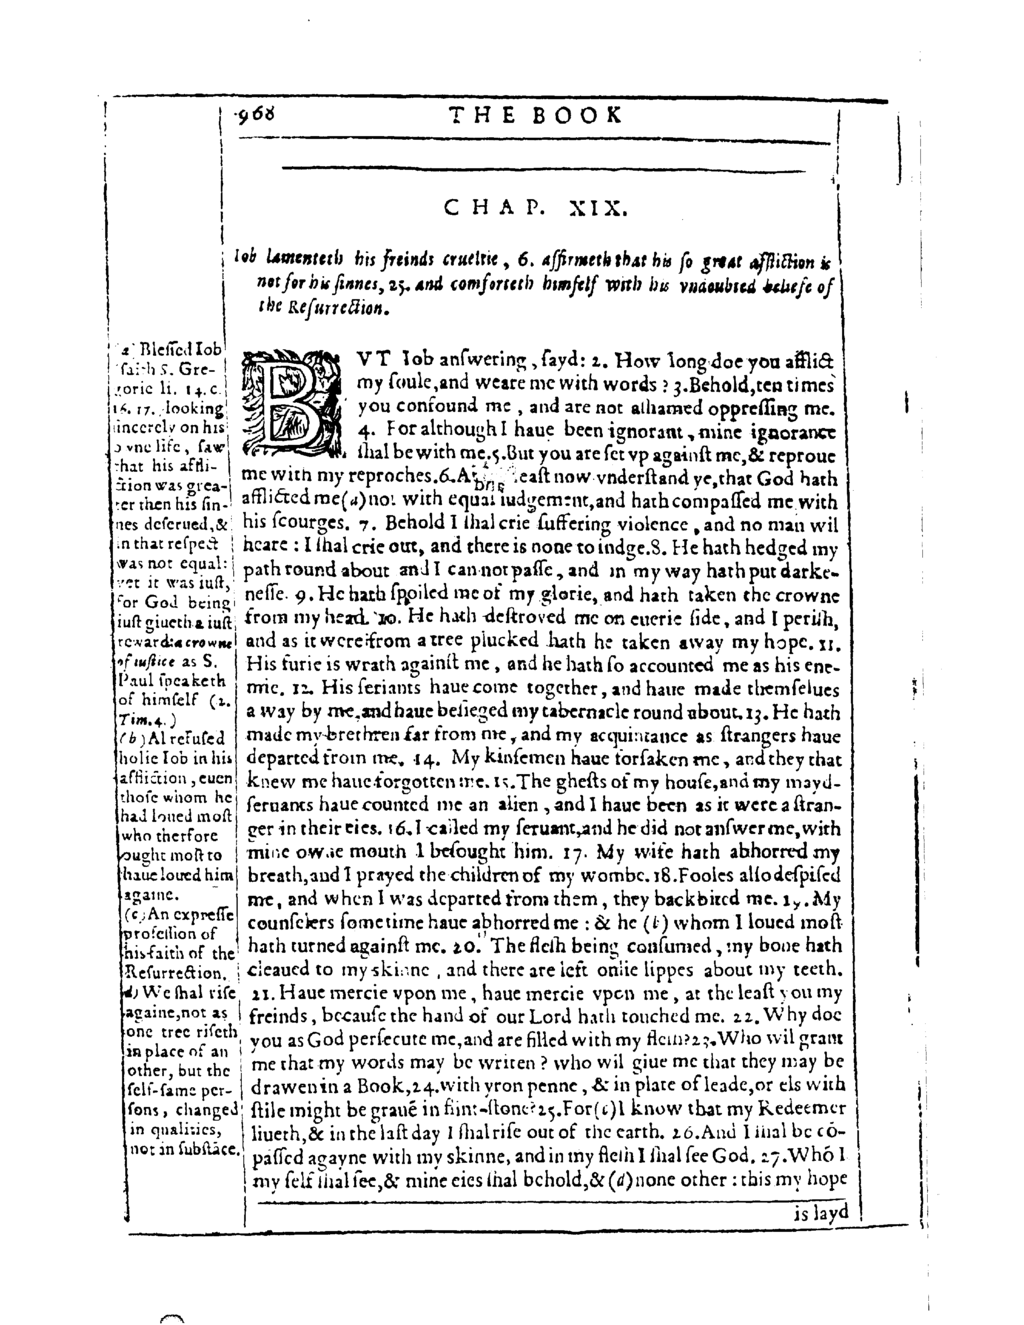 968 THE BOOK
CHAP. XIX.
Iob lamenteth his freinds crueltie, 6. affirmeth that his so great affliction is
not for his sinnes, 25. and comforteth himself with his vndoubted beliefe of
the Resurrection.
a Blessed Iob
saith S. Gre-
gorie li. 14. c.
16. 17. looking
sincerely on his
ovvne life, saw
that his affli-
ction was grea-
ter then his sin-
nes deserued,&
in that respect
was not equal:
yet it was iust,
for God being
iust giueth a iust
reward: a crowne
of iustice as S.
Paul speaketh
of himself (2.
Tim. 4.)
(b) Al refused
holie Iob in his
affliction, euen
those whom he
had loued most
who therfore
ought most to
haue loued him
againe.
(c) An expresse
profession of
his faith of the
Resurrection.
d) We shal rise
againe, not as
one tree riseth
in place of an
other, but the
self-same per-
sons, changed
in qualities,
not in substāce.
BVT Iob answering, sayd: 2. How long doe you afflict
my soule, and weare me with words? 3. Behold, ten times
you confound me, and are not ashamed oppressing me.
4. For although I haue been ignorant, mine ignorance
shal be with me. 5. But you are set vp against me, & reproue
me with my reproches. 6. At least now vnderstand ye, that God hath
afflicted me (a) not with equal iudgement, and hath compassed me with
his scourges. 7. Behold I shal crie suffering violence, and no man wil
heare: I shal crie out, and there is none to indge. 8. He hath hedged my
path round about and I can not passe, and in my way hath put darke-
nesse. 9. He hath spoiled me of my glorie, and hath taken the crowne
from my head. 10. He hath destroyed me on euerie side, and I perish,
and as it were from a tree plucked hath he taken away my hope. 11.
His furie is wrath against me, and he hath so accounted me as his ene-
mie. 12. His seriants haue come together, and haue made themselues
a way by me, and haue besieged my tabernacle round about. 13. He hath
made my brethren far from me, and my acquintance as strangers haue
departed from me. 14. My kinsemen haue forsaken me, and they that
knew me haue forgotten me. 15. The ghests of my house, and my mayd-
seruants haue counted me an alien, and I haue been as it were a stran-
ger in their eies. 16. I called my seruant, and he did not answer me, with
mine owne mouth I besought him. 17. My wife hath abhorred my
breath, and I prayed the children of my wombe. 18. Fooles also despised
me, and when I was departed from them, they backbited me. 19. My
counselers sometime haue abhorred me: & he (b) whom I loued most
hath turned against me. 20. The flesh being consumed, my bone hath
cleaued to my skinne, and there are left onlie lippes about my teeth.
21. Haue mercie vpon me, haue mercie vpon me, at the least you my
freinds, because the hand of our Lord hath touched me. 22. Why doe
you as God persecute me, and are filled with my flesh? 23. Who wil grant
me that my words may be writen? who wil giue me that they may be
drawen in a Book, 24. with yron penne, & in plate of leade, or els with
stile might be grauē in flint-stone? 25. For (c) I know that my Redeemer
liueth, & in the last day I shal rise out of the earth. 26. And I shal be cō-
passed agayne with my skinne, and in my flesh I shal see God. 27. Whō I
my self shal see, & mine eies shal behold, & (d) none other: this my hope
is layd